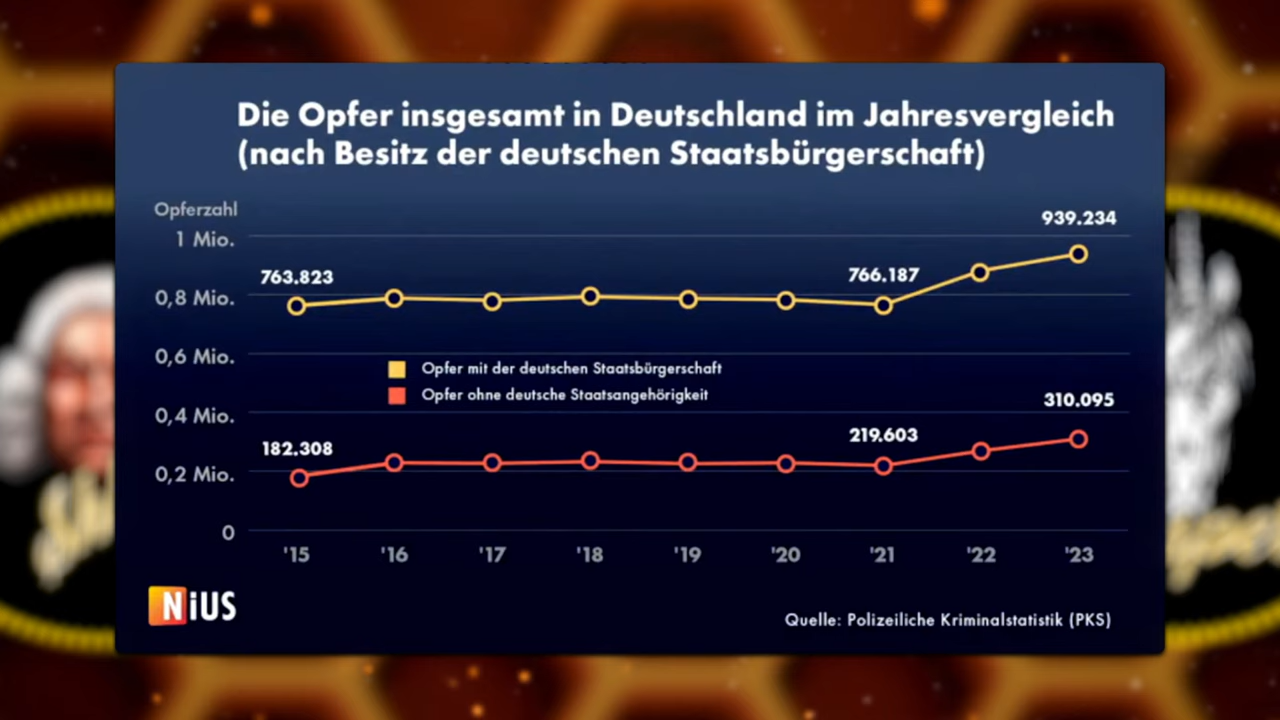 Die Opfer insgesamt in Deutschland im Jahresvergleich
(nach Besitz der deutschen Staatsbürgerschaft)
Opferzahl
939.234
1 Mio.
763.823
766.187
0,8 Mio.
0,6 Mio.
Opfer mit der deutschen Staatsbürgerschaft
Opfer ohne deutsche Staatsangehörigkeit
310.095
0,4 Mio.
182.308
219.603
0,2 Mio.
0
'15 '16 '17 '18 '19 '20 '21 '22 '23
NiUS
Quelle: Polizeiliche Kriminalstatistik (PKS)